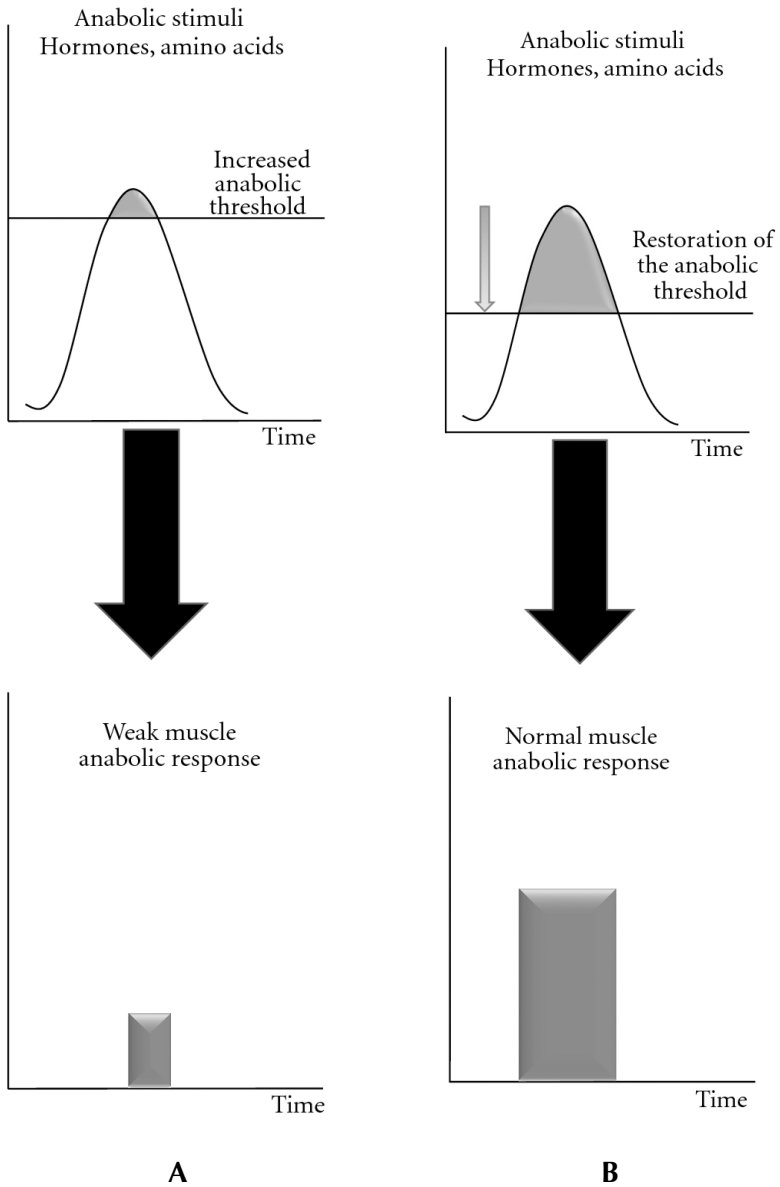 Anabolic stimuli
Hormones, amino acids
Increased
anabolic
threshold
Time
Weak muscle
anabolic response
Time
A
Anabolic stimuli
Hormones, amino acids
Restoration of
the anabolic
threshold
Time
Normal muscle
anabolic response
Time
B